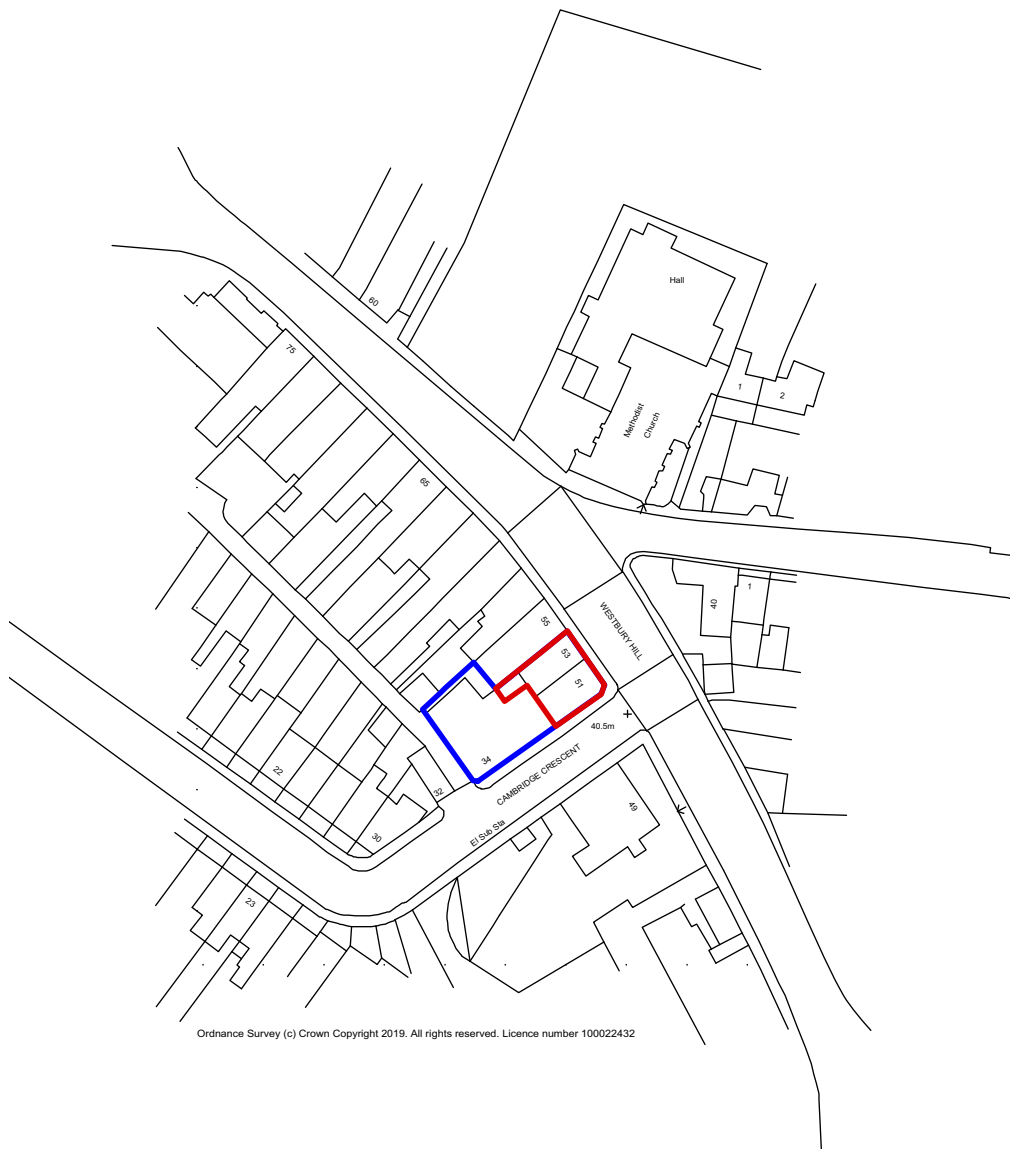 Hall
60
75
1
2
Methodist
Church
65
1
40
WESTBURY HILL
55
53
51
40.5m
34
CAMBRIDGE CRESCENT
22
32
49
30
El Sub Sta
23
Ordnance Survey (c) Crown Copyright 2019. All rights reserved. Licence number 100022432